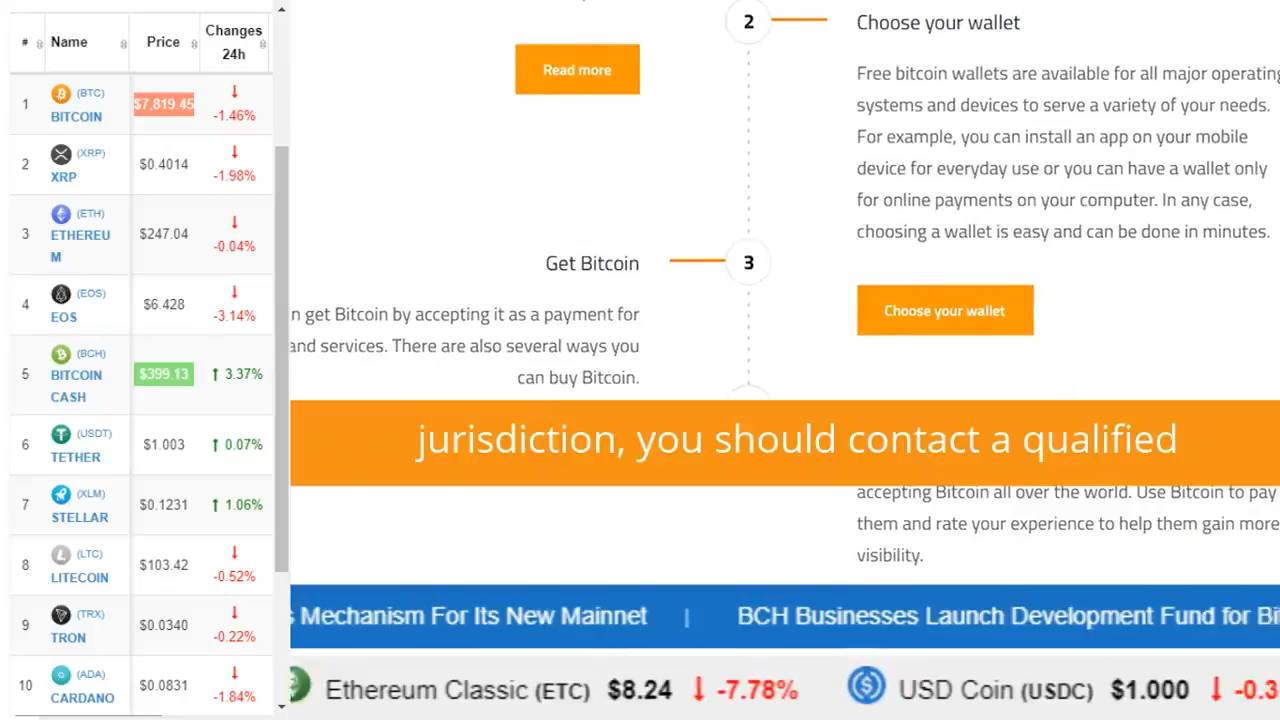 # Name Price Changes 24h
1 (BTC) BITCOIN $7,819.45 -1.46%
2 (XRP) XRP $0.4014 -1.98%
3 (ETH) ETHEREUM $247.04 -0.04%
4 (EOS) EOS $6.428 -3.14%
5 (BCH) BITCOIN CASH $399.13 3.37%
6 (USDT) TETHER $1.003 0.07%
7 (XLM) STELLAR $0.1231 1.06%
8 (LTC) LITECOIN $103.42 -0.52%
9 (TRX) TRON $0.0340 -0.22%
10 (ADA) CARDANO $0.0831 -1.84%
Read more
2
Choose your wallet
Free bitcoin wallets are available for all major operating
systems and devices to serve a variety of your needs.
For example, you can install an app on your mobile
device for everyday use or you can have a wallet only
for online payments on your computer. In any case,
choosing a wallet is easy and can be done in minutes.
Choose your wallet
Get Bitcoin
3
n get Bitcoin by accepting it as a payment for
and services. There are also several ways you
can buy Bitcoin.
jurisdiction, you should contact a qualified
accepting Bitcoin all over the world. Use Bitcoin to pay
them and rate your experience to help them gain more
visibility.
s Mechanism For Its New Mainnet | BCH Businesses Launch Development Fund for Bi
Ethereum Classic (ETC) $8.24 -7.78% USD Coin (USDC) $1.000 -0.3